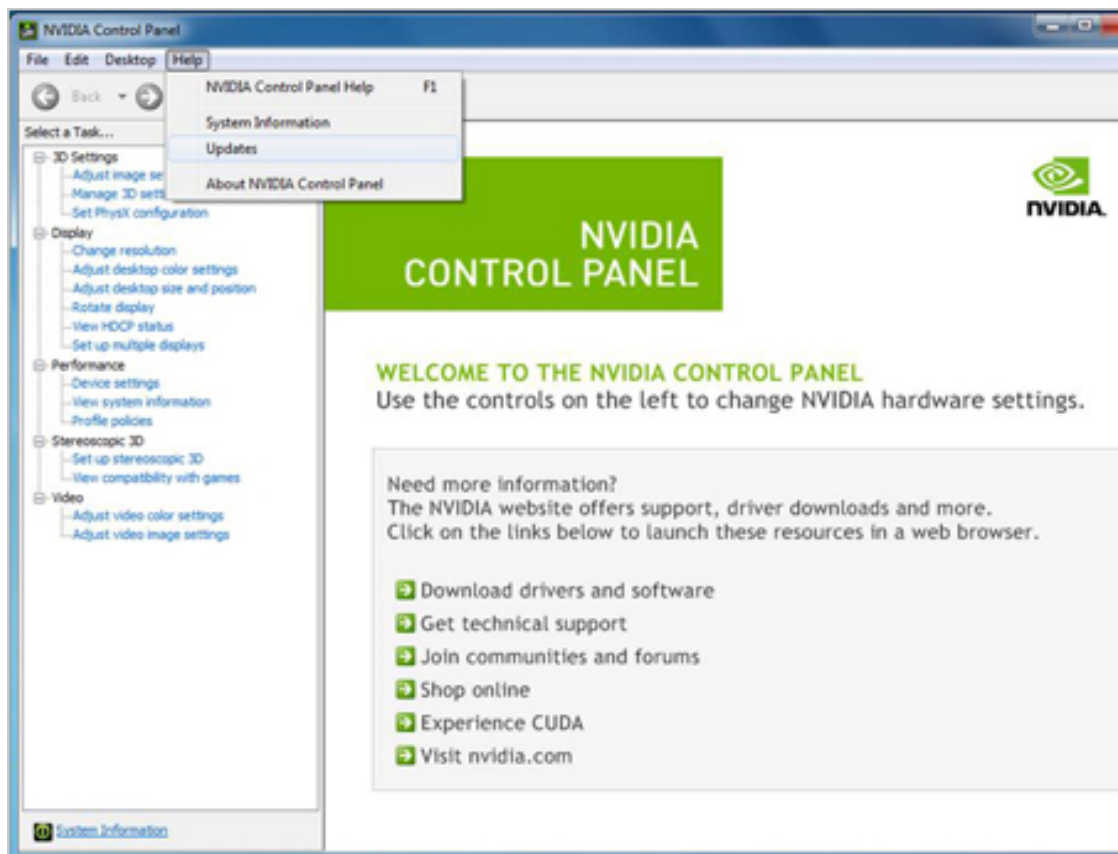 NVIDIA Control Panel
File Edit Desktop Help
NVIDIA Control Panel Help F1
System Information
Updates
About NVIDIA Control Panel
Back
Select a Task...
3D Settings
Adjust image se
Manage 3D setti
Set PhysX configuration
Display
Change resolution
Adjust desktop color settings
Adjust desktop size and position
Rotate display
View HDCP status
Set up multiple displays
Performance
Device settings
View system information
Profile policies
Stereoscopic 3D
Set up stereoscopic 3D
View compatibility with games
Video
Adjust video color settings
Adjust video image settings
System Information
NVIDIA
CONTROL PANEL
NVIDIA.
WELCOME TO THE NVIDIA CONTROL PANEL
Use the controls on the left to change NVIDIA hardware settings.
Need more information?
The NVIDIA website offers support, driver downloads and more.
Click on the links below to launch these resources in a web browser.
Download drivers and software
Get technical support
Join communities and forums
Shop online
Experience CUDA
Visit nvidia.com